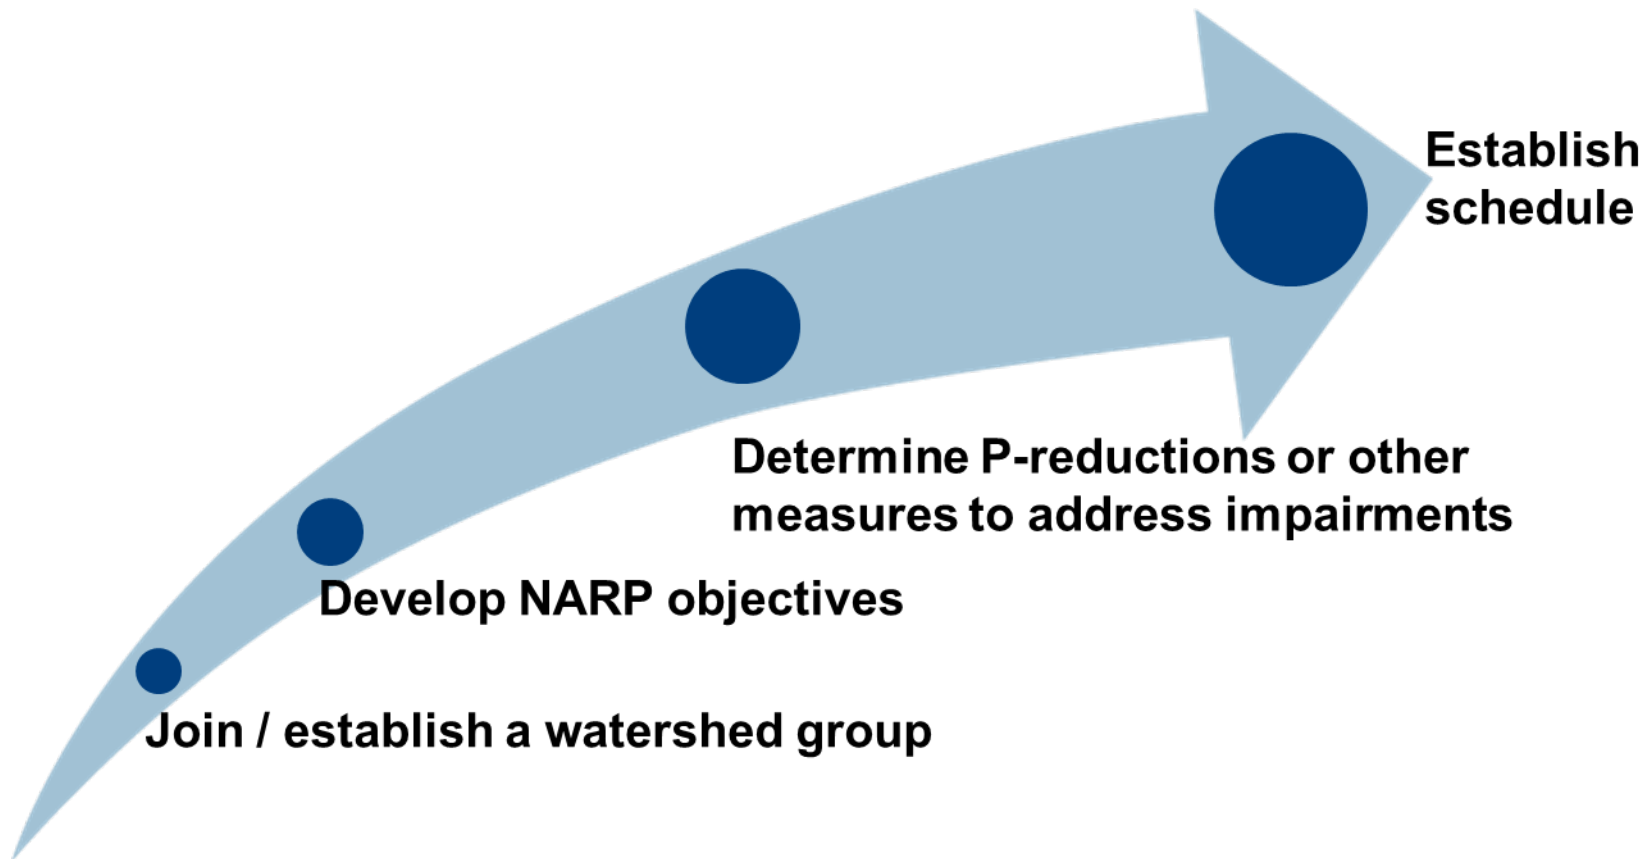 Establish
schedule
Determine P-reductions or other
measures to address impairments
Develop NARP objectives
Join / establish a watershed group